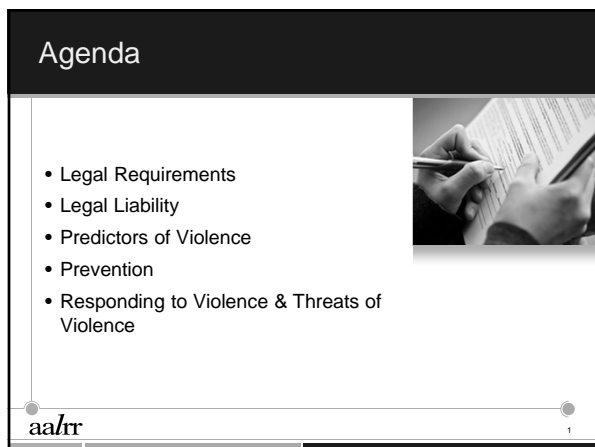 Agenda
• Legal Requirements
• Legal Liability
• Predictors of Violence
• Prevention
• Responding to Violence & Threats of
Violence
aalrr
1